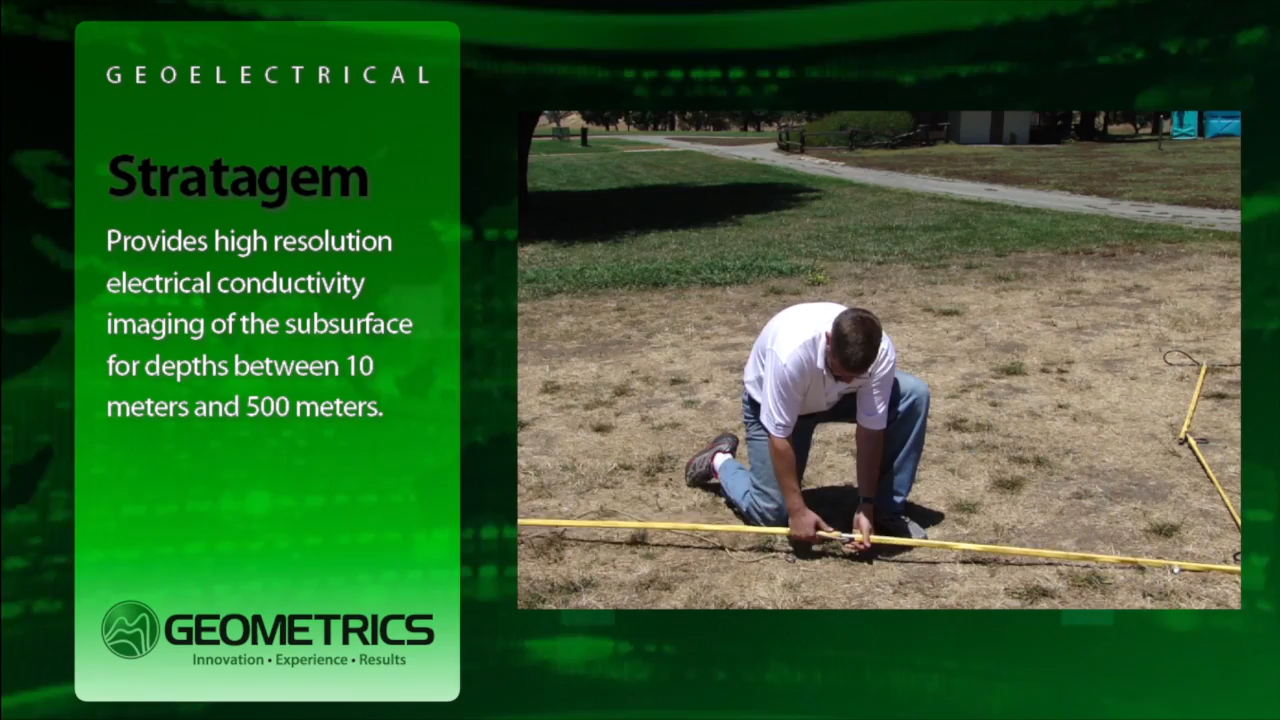 GEOELECTRICAL
Stratagem
Provides high resolution
electrical conductivity
imaging of the subsurface
for depths between 10
meters and 500 meters.
GEOMETRICS
Innovation • Experience • Results